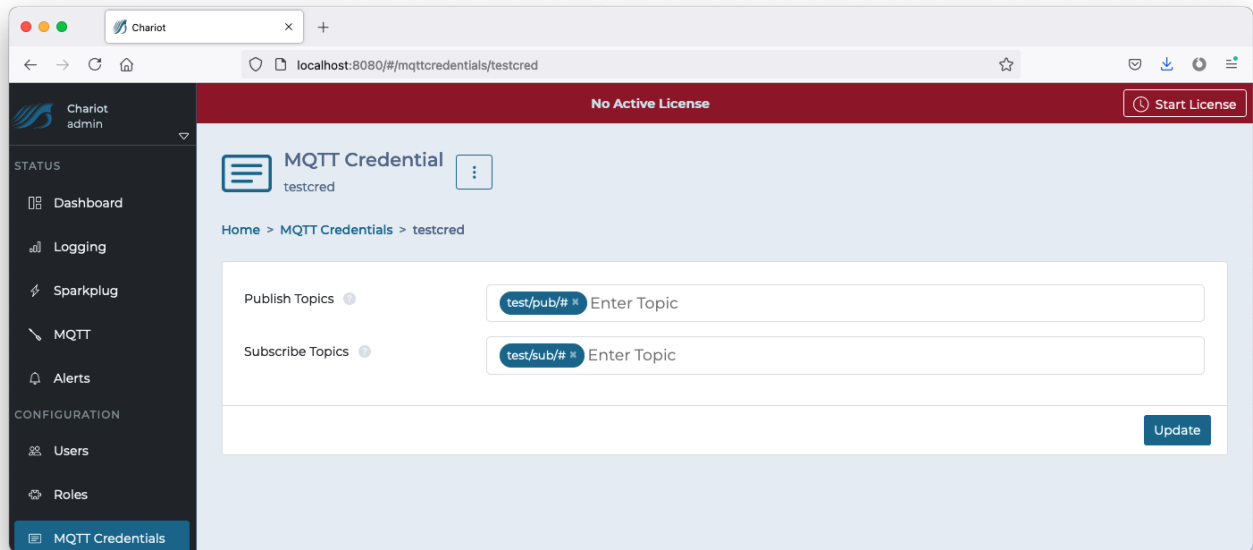 Chariot
localhost:8080/#/mqttcredentials/testcred
Chariot
admin
No Active License
Start License
STATUS
Dashboard
Logging
Sparkplug
MQTT
Alerts
CONFIGURATION
Users
Roles
MQTT Credentials
MQTT Credential
testcred
Home > MQTT Credentials > testcred
Publish Topics ?
test/pub/# × Enter Topic
Subscribe Topics ?
test/sub/# × Enter Topic
Update